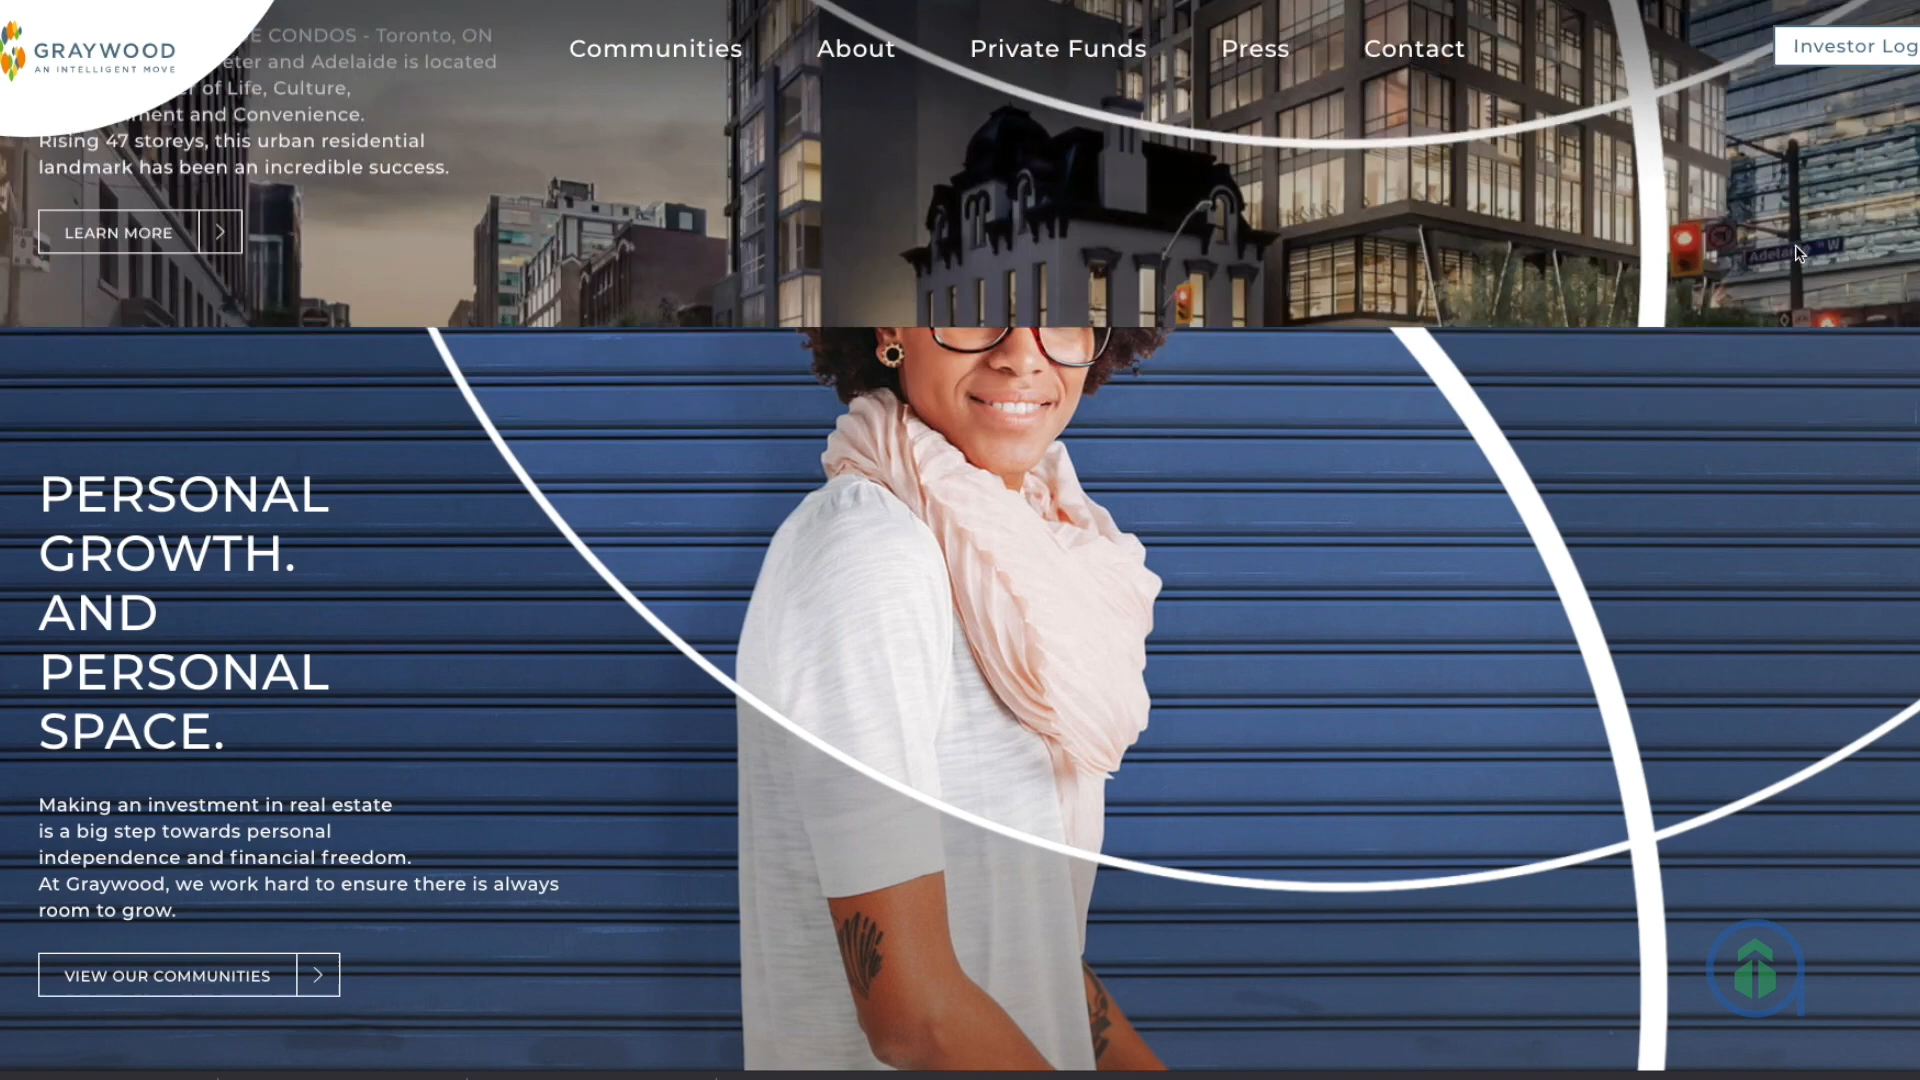 GRAYWOOD
AN INTELLIGENT MOVE
Communities
About
Private Funds
Press
Contact
Investor Log
E CONDOS - Toronto, ON
eter and Adelaide is located
of Life, Culture,
ment and Convenience.
Rising 47 storeys, this urban residential
landmark has been an incredible success.
LEARN MORE
PERSONAL
GROWTH.
AND
PERSONAL
SPACE.
Making an investment in real estate
is a big step towards personal
independence and financial freedom.
At Graywood, we work hard to ensure there is always
room to grow.
VIEW OUR COMMUNITIES